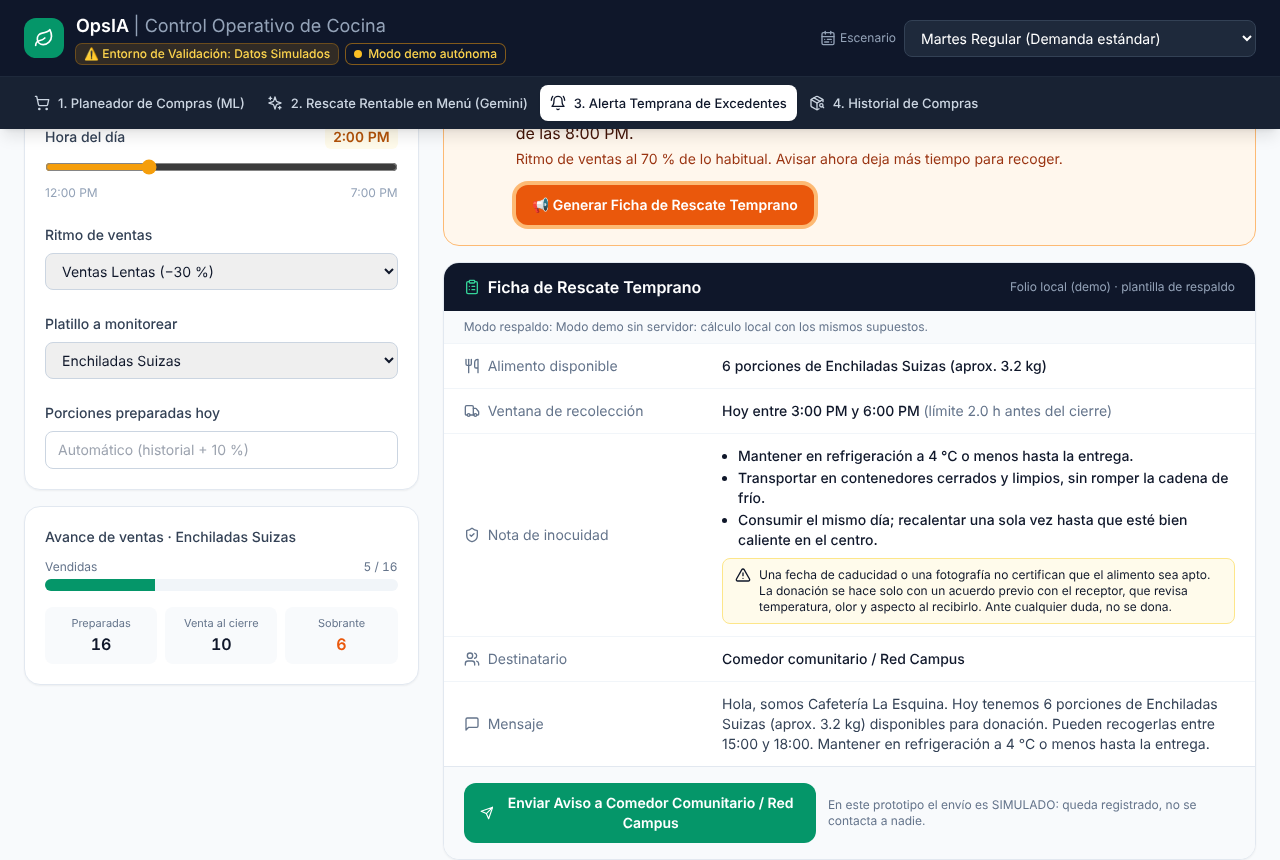 OpsIA | Control Operativo de Cocina
⚠️ Entorno de Validación: Datos Simulados
Modo demo autónoma
Escenario
Martes Regular (Demanda estándar)
1. Planeador de Compras (ML)
2. Rescate Rentable en Menú (Gemini)
3. Alerta Temprana de Excedentes
4. Historial de Compras
Hora del día
2:00 PM
12:00 PM
7:00 PM
Ritmo de ventas
Ventas Lentas (−30 %)
Platillo a monitorear
Enchiladas Suizas
Porciones preparadas hoy
Automático (historial + 10 %)
Avance de ventas · Enchiladas Suizas
Vendidas
5 / 16
Preparadas
16
Venta al cierre
10
Sobrante
6
de las 8:00 PM.
Ritmo de ventas al 70 % de lo habitual. Avisar ahora deja más tiempo para recoger.
📢 Generar Ficha de Rescate Temprano
Ficha de Rescate Temprano
Folio local (demo) · plantilla de respaldo
Modo respaldo: Modo demo sin servidor: cálculo local con los mismos supuestos.
Alimento disponible
6 porciones de Enchiladas Suizas (aprox. 3.2 kg)
Ventana de recolección
Hoy entre 3:00 PM y 6:00 PM (límite 2.0 h antes del cierre)
Nota de inocuidad
• Mantener en refrigeración a 4 °C o menos hasta la entrega.
• Transportar en contenedores cerrados y limpios, sin romper la cadena de
frío.
• Consumir el mismo día; recalentar una sola vez hasta que esté bien
caliente en el centro.
Una fecha de caducidad o una fotografía no certifican que el alimento sea apto.
La donación se hace solo con un acuerdo previo con el receptor, que revisa
temperatura, olor y aspecto al recibirlo. Ante cualquier duda, no se dona.
Destinatario
Comedor comunitario / Red Campus
Mensaje
Hola, somos Cafetería La Esquina. Hoy tenemos 6 porciones de Enchiladas
Suizas (aprox. 3.2 kg) disponibles para donación. Pueden recogerlas entre
15:00 y 18:00. Mantener en refrigeración a 4 °C o menos hasta la entrega.
Enviar Aviso a Comedor Comunitario / Red
Campus
En este prototipo el envío es SIMULADO: queda registrado, no se
contacta a nadie.